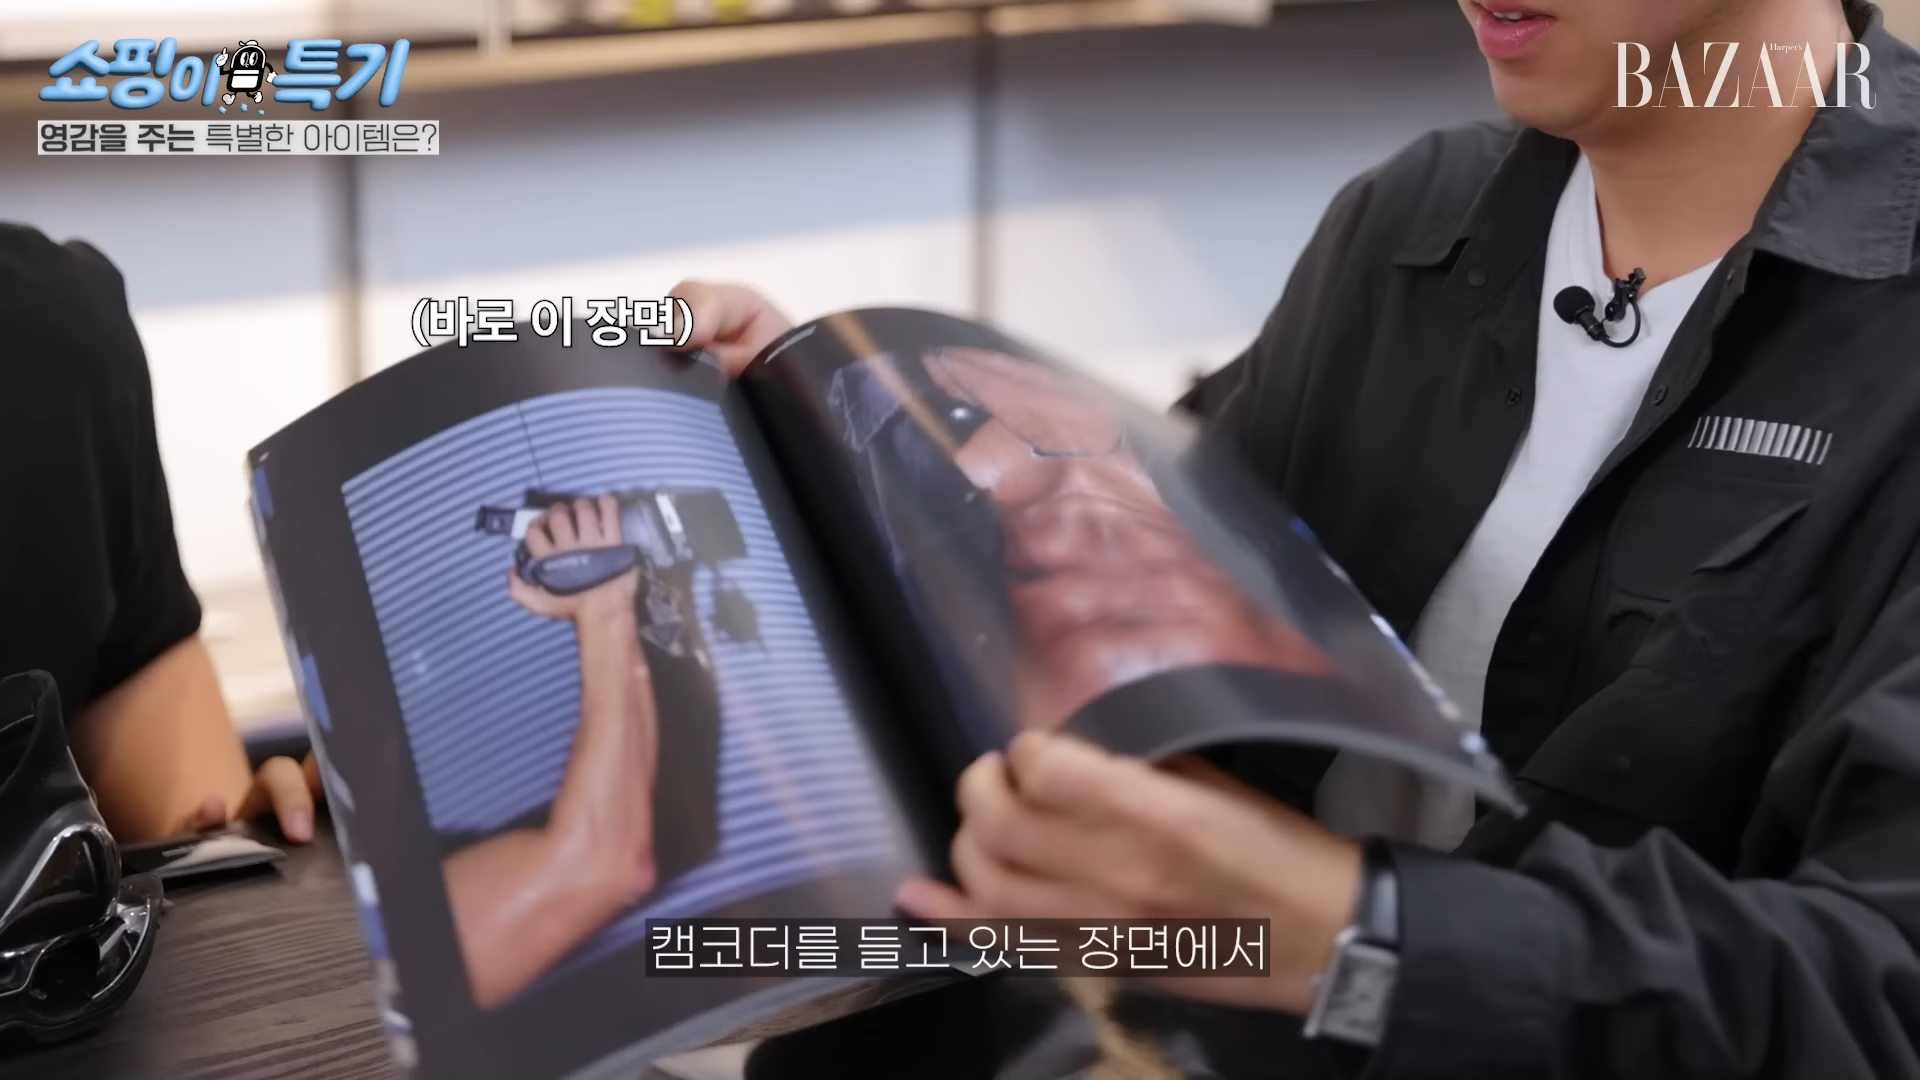 쇼핑이 특기
영감을 주는 특별한 아이템은?
Harper's
BAZAAR
(바로 이 장면)
SONY
캠코더를 들고 있는 장면에서